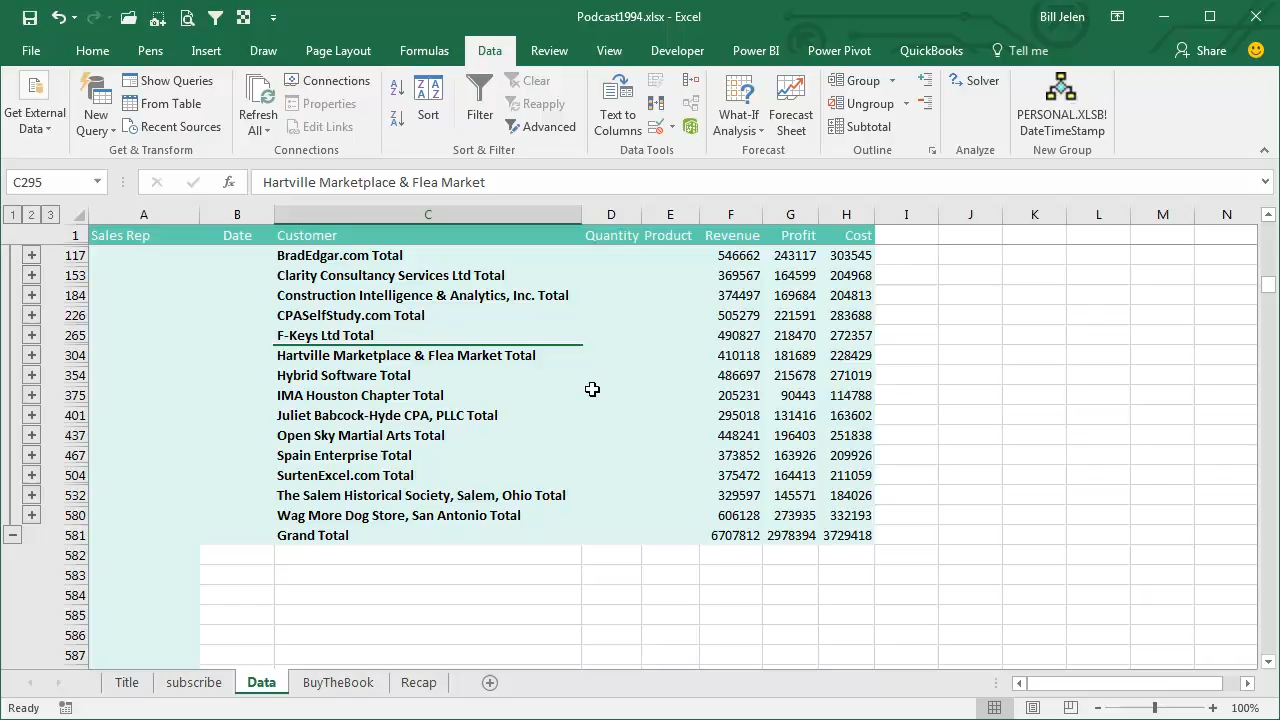 Podcast1994.xlsx - Excel
Bill Jelen
File Home Pens Insert Draw Page Layout Formulas Data Review View Developer Power BI Power Pivot QuickBooks Tell me Share
Get External Data
New Query
Show Queries
From Table
Recent Sources
Get & Transform
Refresh All
Connections
Properties
Edit Links
Connections
Sort
Filter
Clear
Reapply
Advanced
Sort & Filter
Text to Columns
Data Tools
What-If Analysis
Forecast Sheet
Forecast
Group
Ungroup
Subtotal
Outline
Solver
Analyze
PERSONAL.XLSB! DateTimeStamp
New Group
C295 fx Hartville Marketplace & Flea Market
1 2 3 A B C D E F G H I J K L M N
1 Sales Rep Date Customer Quantity Product Revenue Profit Cost
117 BradEdgar.com Total 546662 243117 303545
153 Clarity Consultancy Services Ltd Total 369567 164599 204968
184 Construction Intelligence & Analytics, Inc. Total 374497 169684 204813
226 CPASelfStudy.com Total 505279 221591 283688
265 F-Keys Ltd Total 490827 218470 272357
304 Hartville Marketplace & Flea Market Total 410118 181689 228429
354 Hybrid Software Total 486697 215678 271019
375 IMA Houston Chapter Total 205231 90443 114788
401 Juliet Babcock-Hyde CPA, PLLC Total 295018 131416 163602
437 Open Sky Martial Arts Total 448241 196403 251838
467 Spain Enterprise Total 373852 163926 209926
504 SurtenExcel.com Total 375472 164413 211059
532 The Salem Historical Society, Salem, Ohio Total 329597 145571 184026
580 Wag More Dog Store, San Antonio Total 606128 273935 332193
581 Grand Total 6707812 2978394 3729418
582
583
584
585
586
587
Title subscribe Data BuyTheBook Recap
Ready 100%